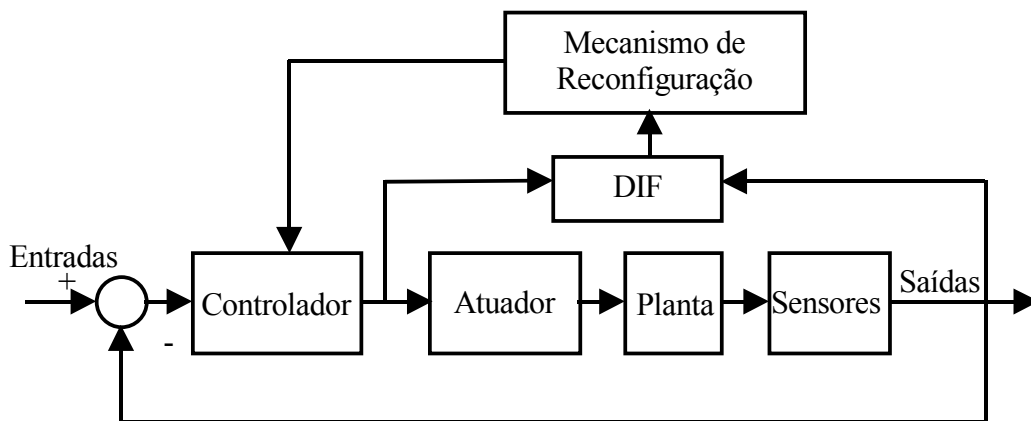 Mecanismo de
Reconfiguração
DIF
Entradas
+
-
Controlador
Atuador
Planta
Sensores
Saídas